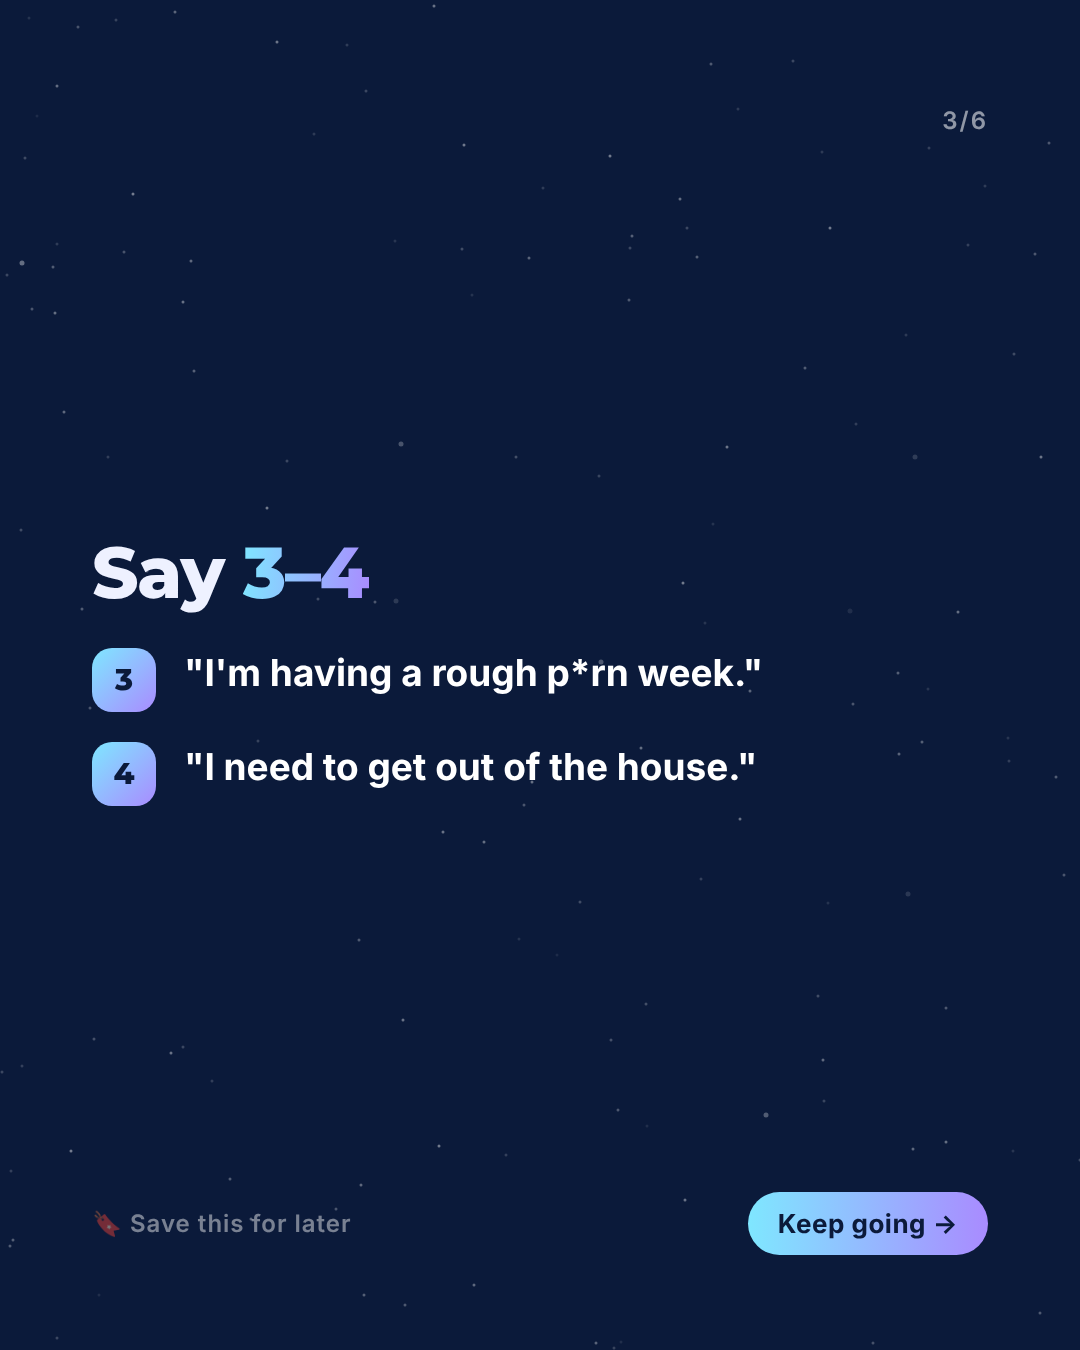 3/6
Say 3–4
3 "I'm having a rough p*rn week."
4 "I need to get out of the house."
🔖 Save this for later
Keep going →